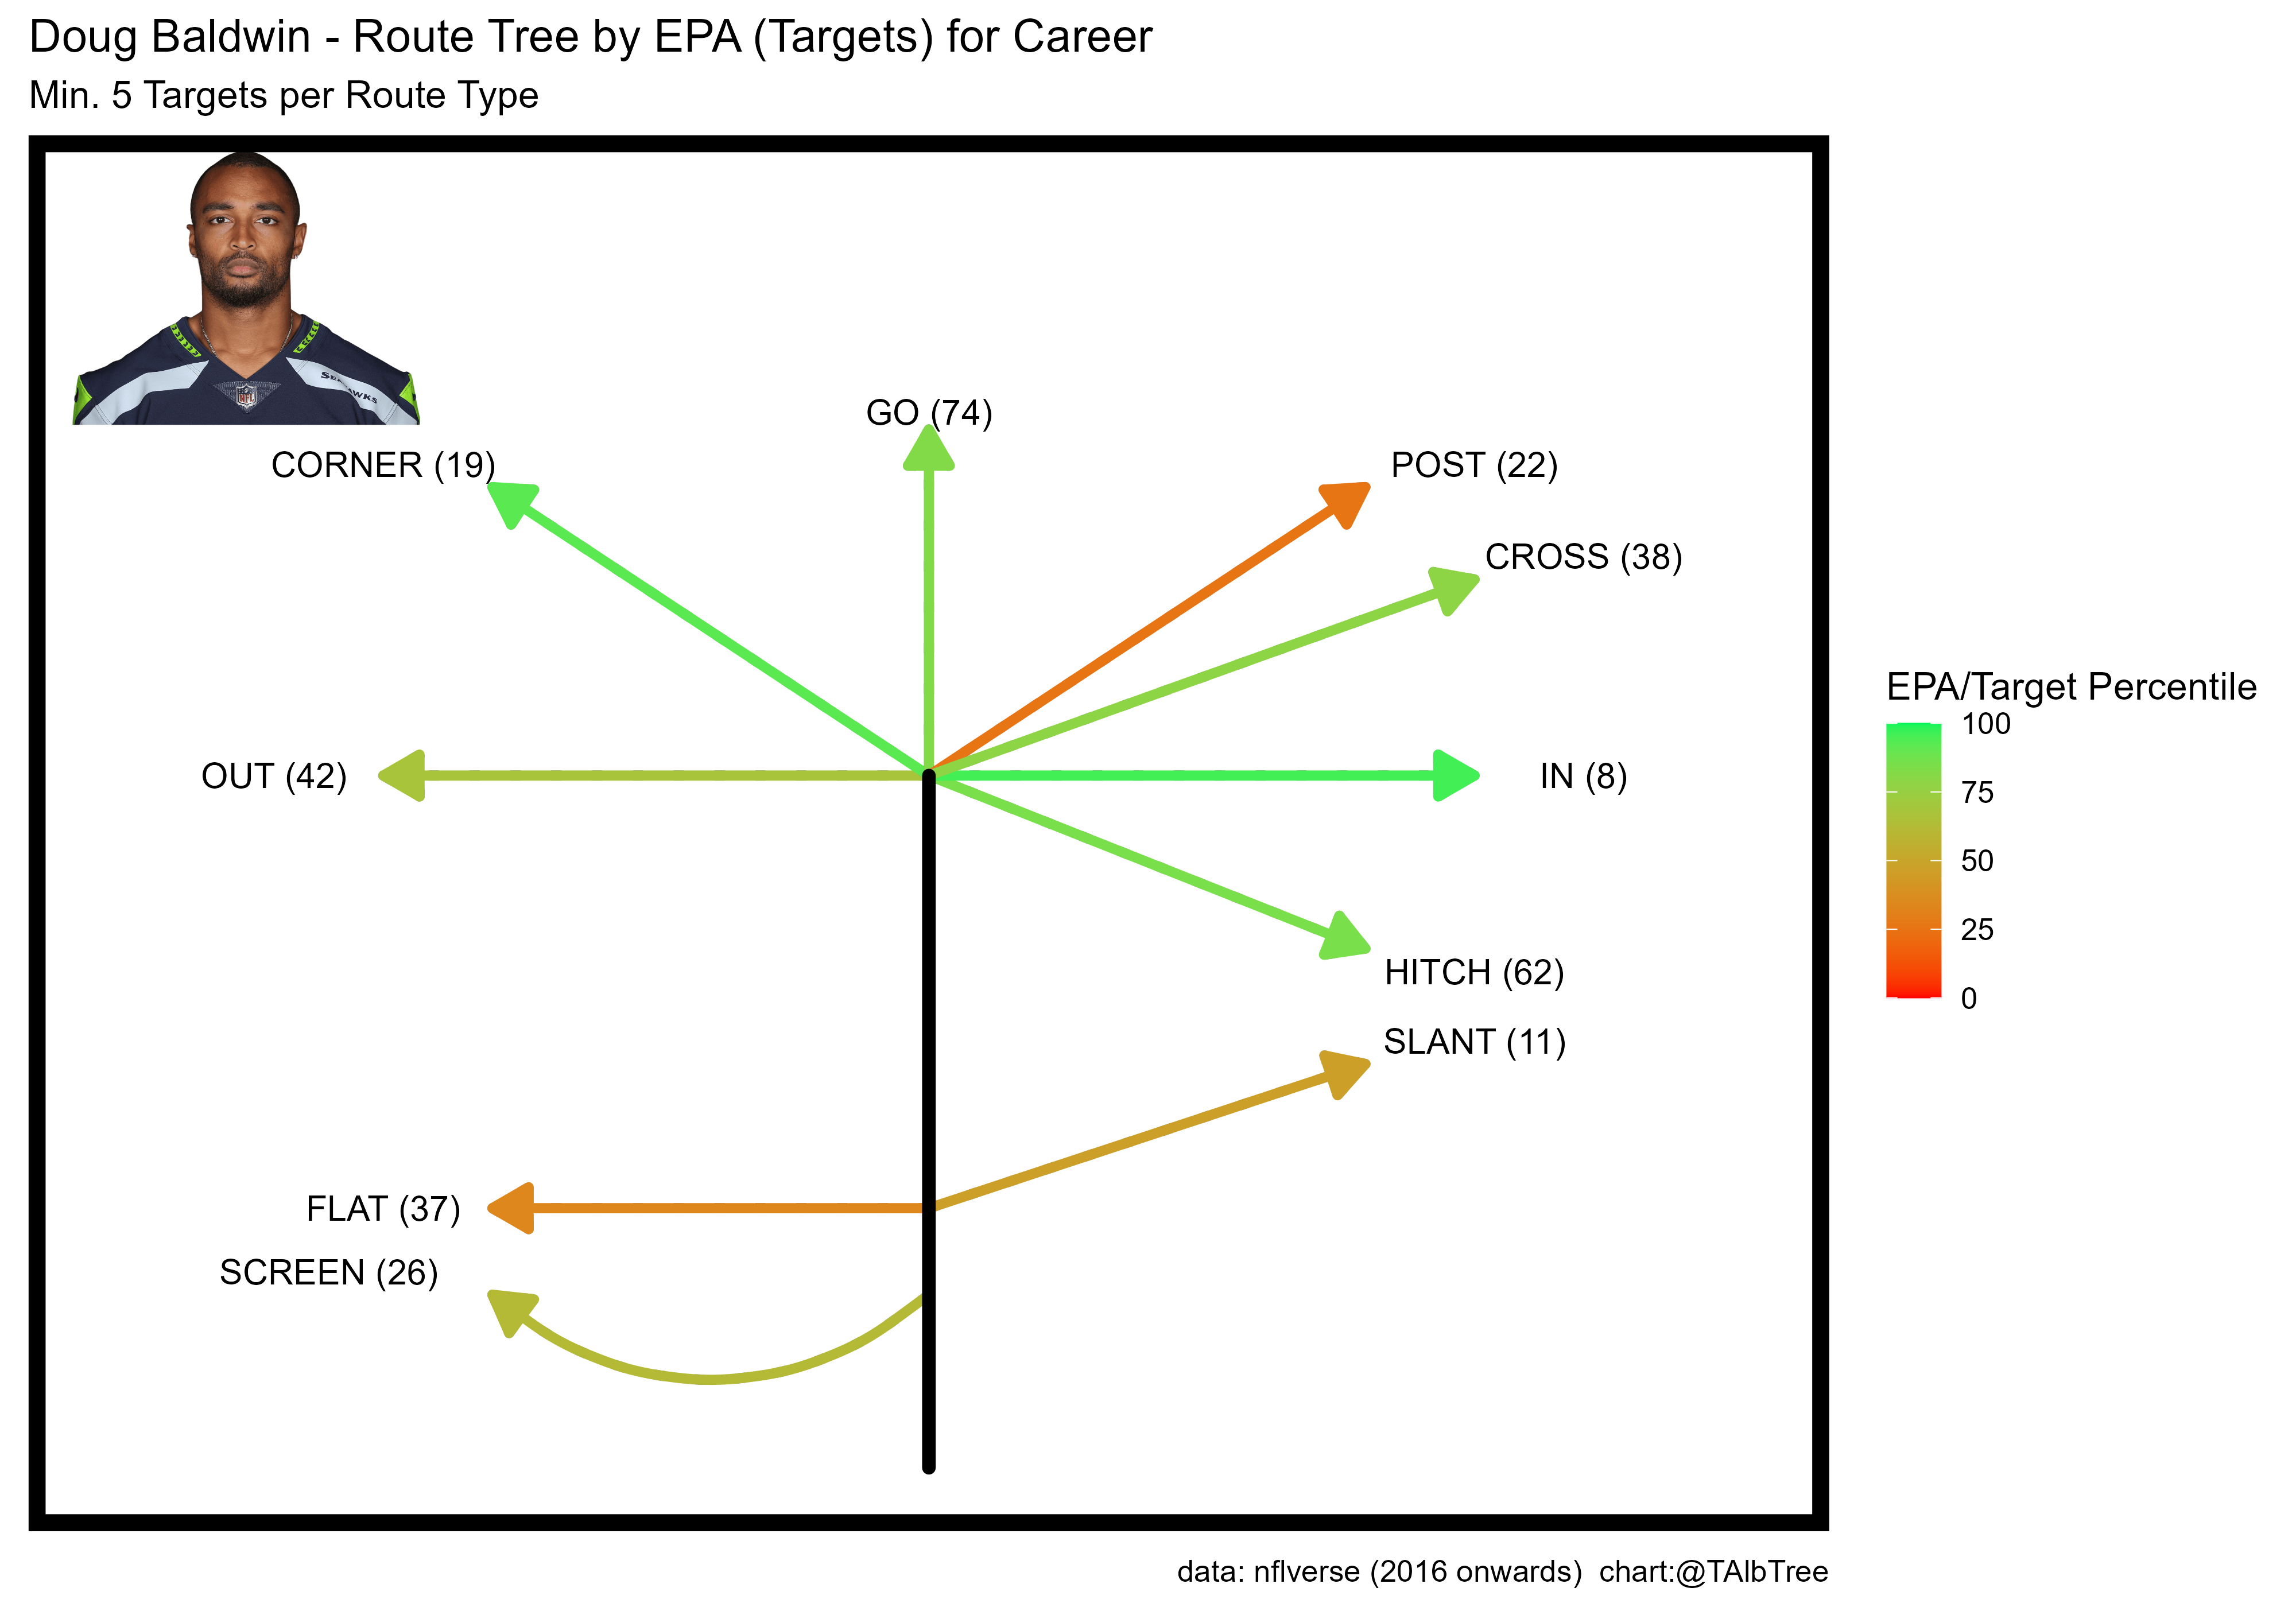 Doug Baldwin - Route Tree by EPA (Targets) for Career
Min. 5 Targets per Route Type
SEAHAWKS
NFL
GO (74)
CORNER (19)
POST (22)
CROSS (38)
OUT (42)
IN (8)
HITCH (62)
SLANT (11)
FLAT (37)
SCREEN (26)
EPA/Target Percentile
100
75
50
25
0
data: nflverse (2016 onwards)  chart:@TAlbTree